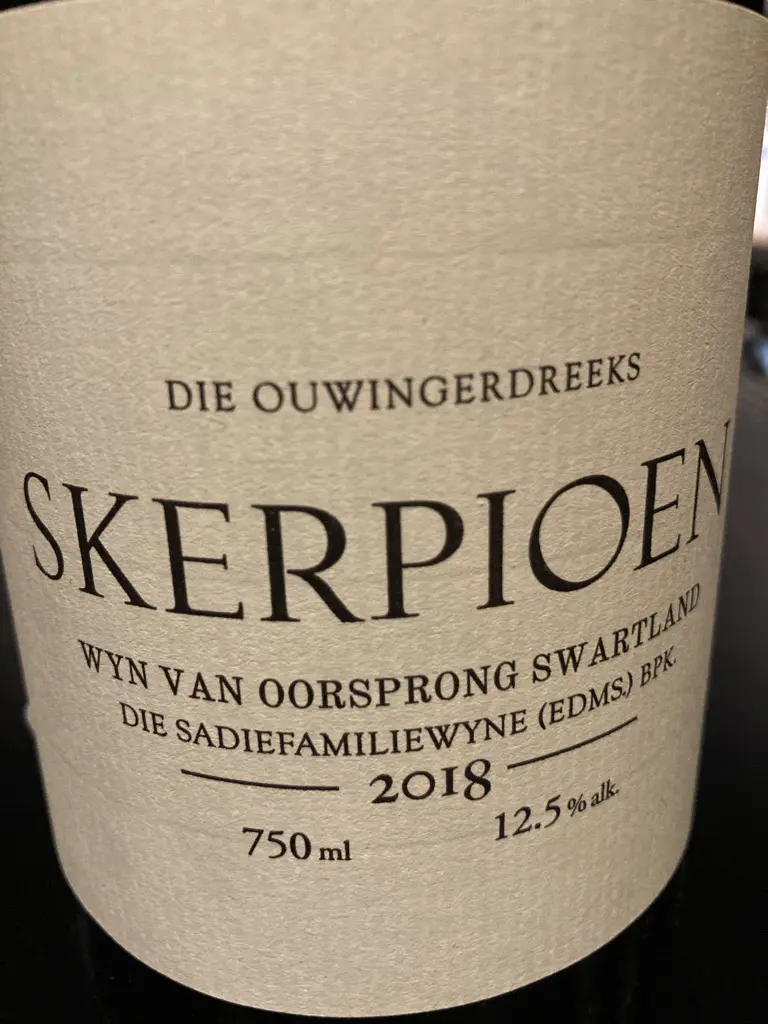 DIE OUWINGERDREEKS
SKERPIOEN
WYN VAN OORSPRONG SWARTLAND
DIE SADIEFAMILIEWYNE (EDMS.) BPK.
2018
750 ml 12.5 % alk.